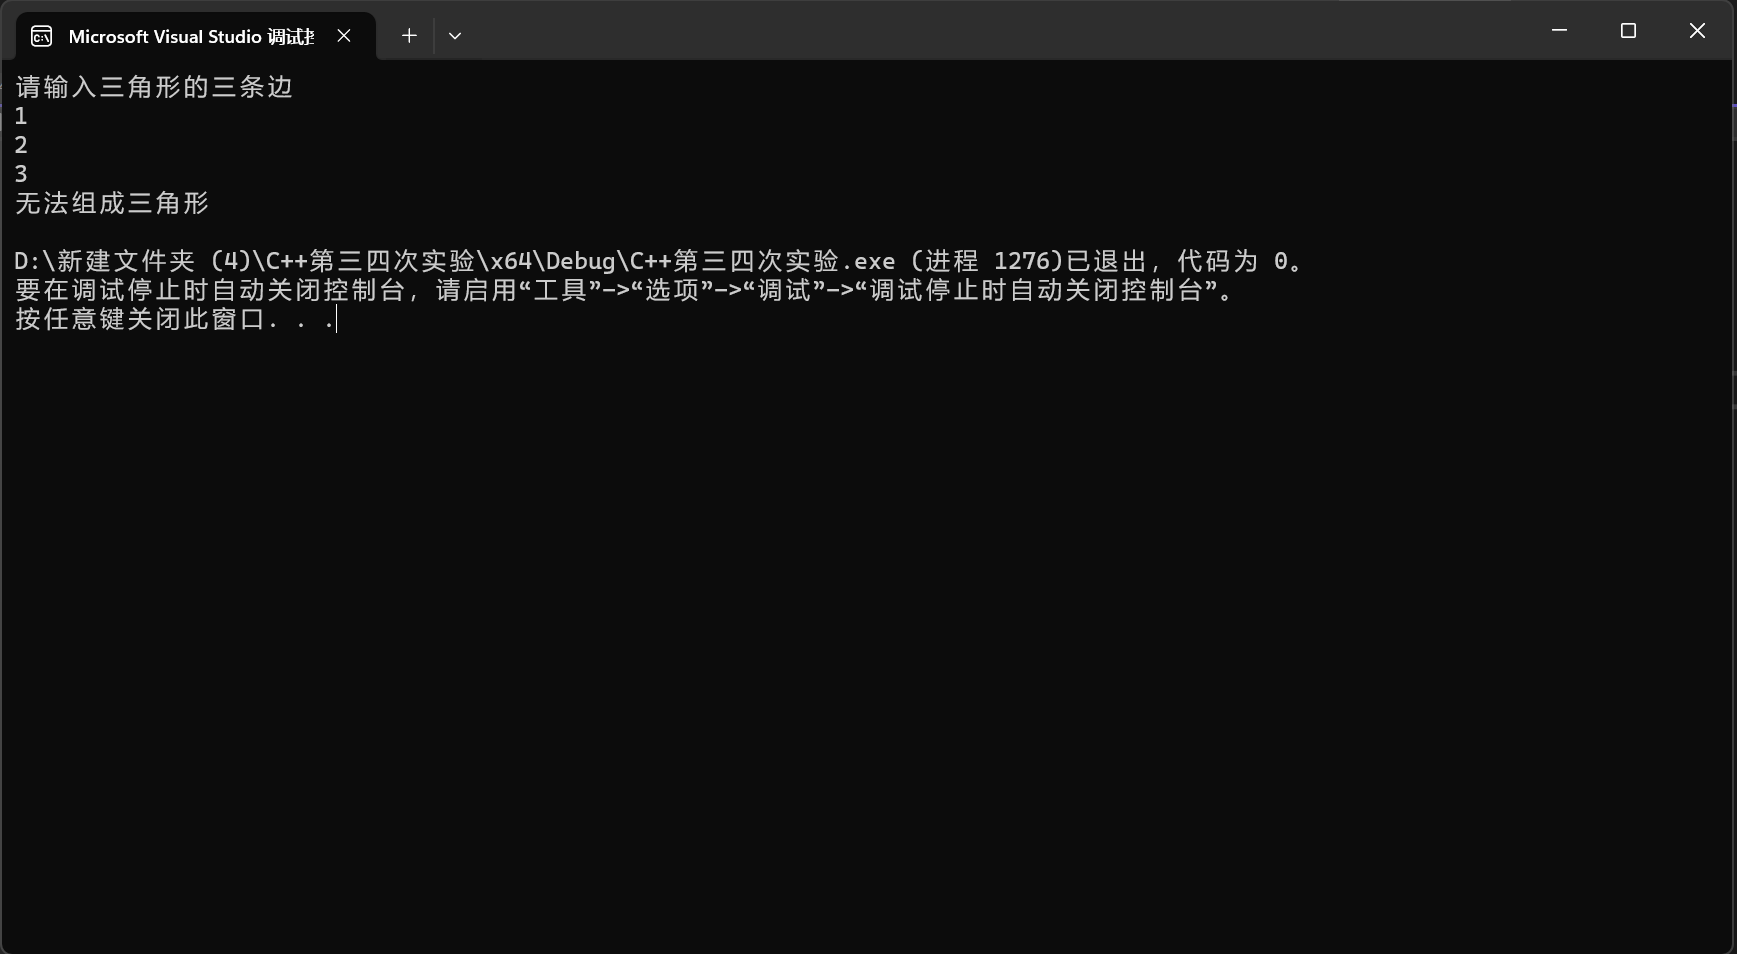 Microsoft Visual Studio 调试
请输入三角形的三条边
1
2
3
无法组成三角形
D:\新建文件夹 (4)\C++第三四次实验\x64\Debug\C++第三四次实验.exe (进程 1276)已退出，代码为 0。
要在调试停止时自动关闭控制台，请启用“工具”->“选项”->“调试”->“调试停止时自动关闭控制台”。
按任意键关闭此窗口. . .